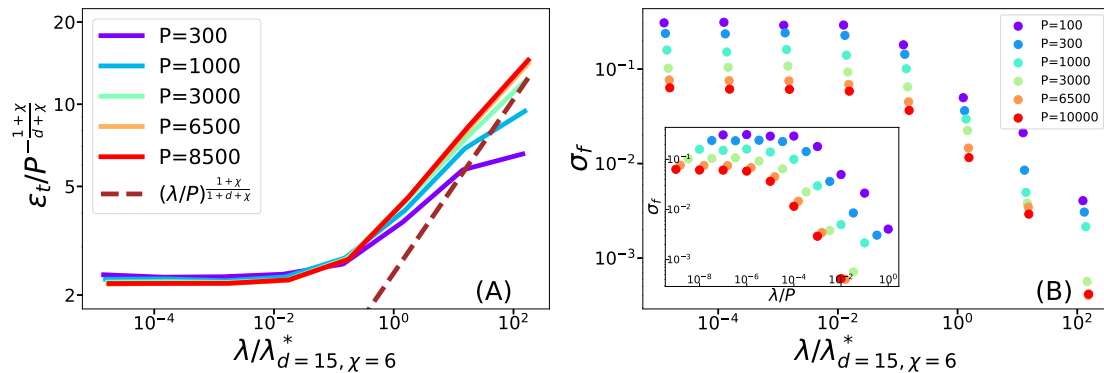 20
10
5
2
ε_t/P^{-\frac{1+χ}{d+χ}}
P=300
P=1000
P=3000
P=6500
P=8500
(λ/P)^{\frac{1+χ}{1+d+χ}}
(A)
10^{-4} 10^{-2} 10^{0} 10^{2}
λ/λ^*_{d=15, χ=6}
10^{-1}
10^{-2}
10^{-3}
σ_f
P=100
P=300
P=1000
P=3000
P=6500
P=10000
10^{-1}
10^{-2}
10^{-3}
σ_f
10^{-8} 10^{-6} 10^{-4} 10^{-2} 10^{0}
λ/P
(B)
10^{-4} 10^{-2} 10^{0} 10^{2}
λ/λ^*_{d=15, χ=6}